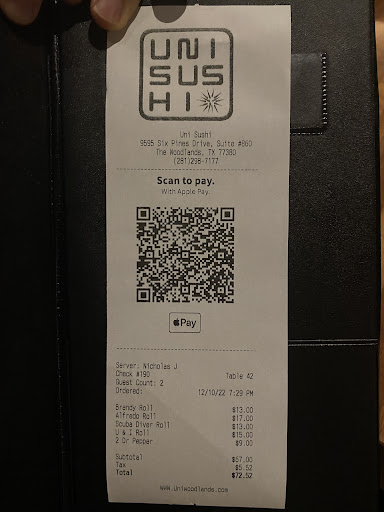 UNI
SUS
HI
Uni Sushi
9595 Six Pines Drive, Suite #860
The Woodlands, TX 77380
(281)298-7177
Scan to pay.
With Apple Pay.
Pay
Server: Nicholas J
Check #190 Table 42
Guest Count: 2
Ordered: 12/10/22 7:29 PM
Brandy Roll $13.00
Alfredo Roll $17.00
Scuba Diver Roll $13.00
U & I Roll $15.00
2 Dr Pepper $9.00
Subtotal $67.00
Tax $5.52
Total $72.52
www.uniwoodlands.com